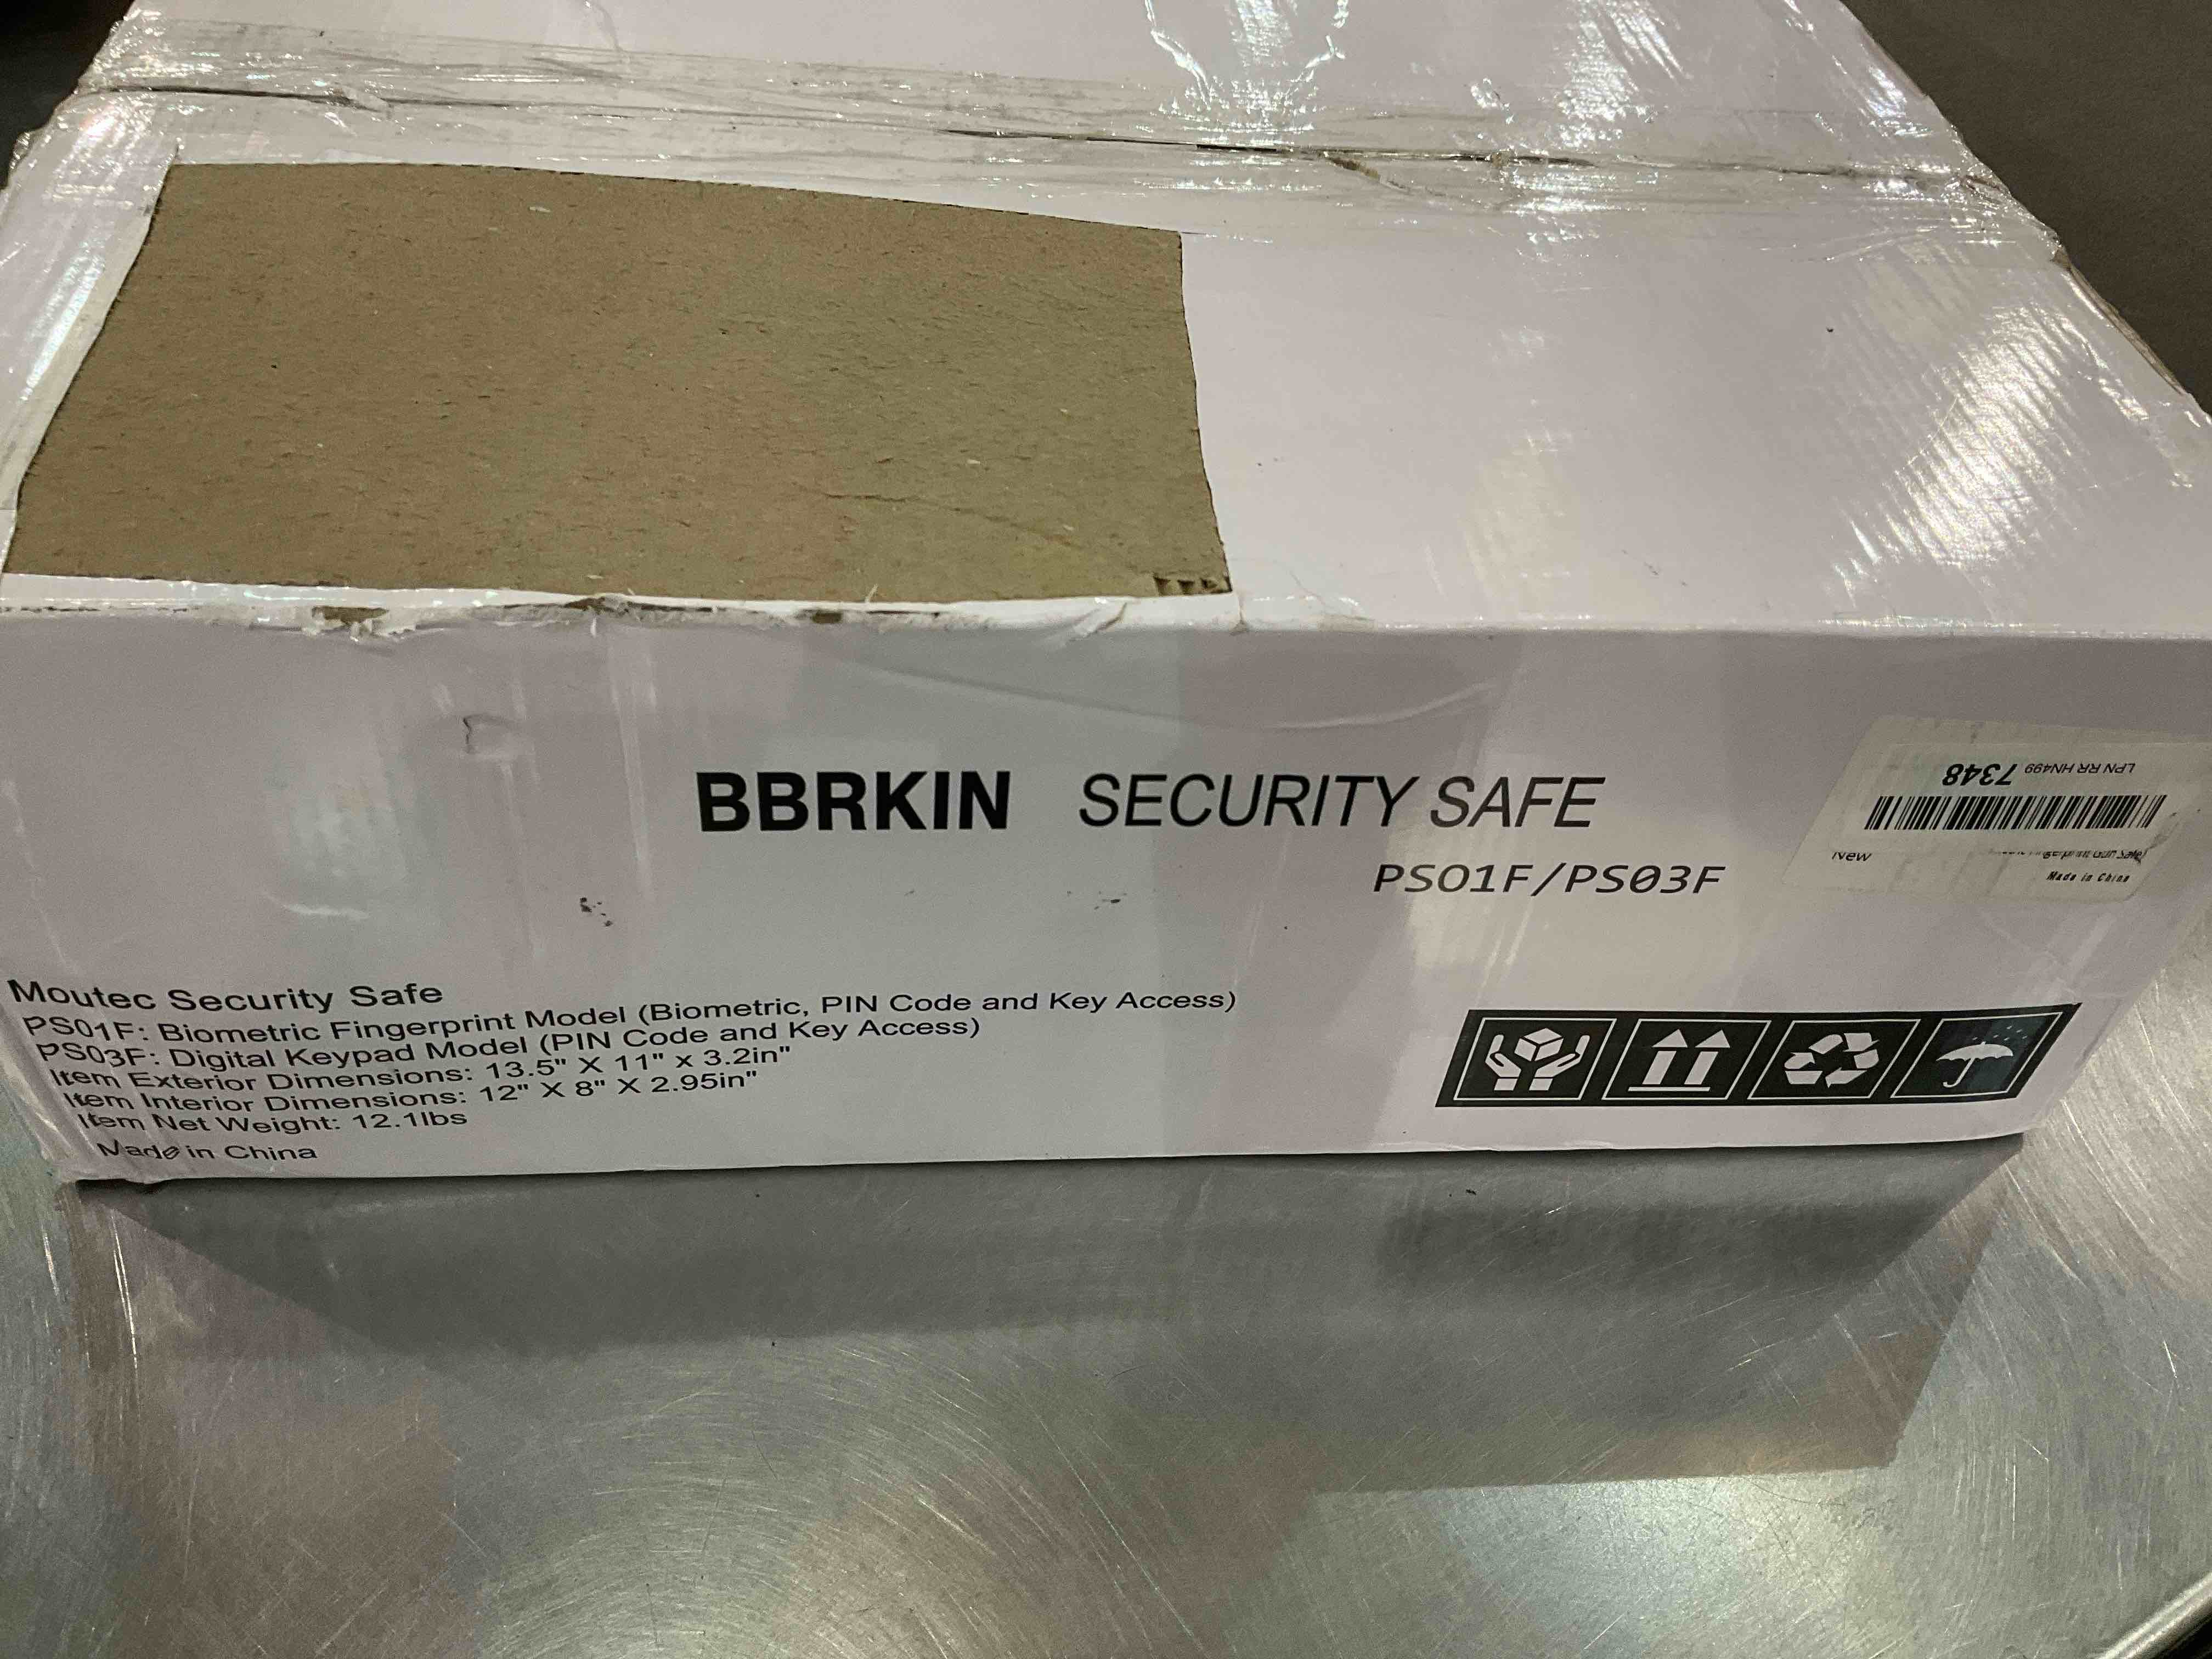 BBRKIN SECURITY SAFE
PS01F/PS03F
LPN RR HN499 7348
New
Made in China
Moutec Security Safe
PS01F: Biometric Fingerprint Model (Biometric, PIN Code and Key Access)
PS03F: Digital Keypad Model (PIN Code and Key Access)
Item Exterior Dimensions: 13.5" X 11" x 3.2in"
Item Interior Dimensions: 12" X 8" X 2.95in"
Item Net Weight: 12.1lbs
Made in China